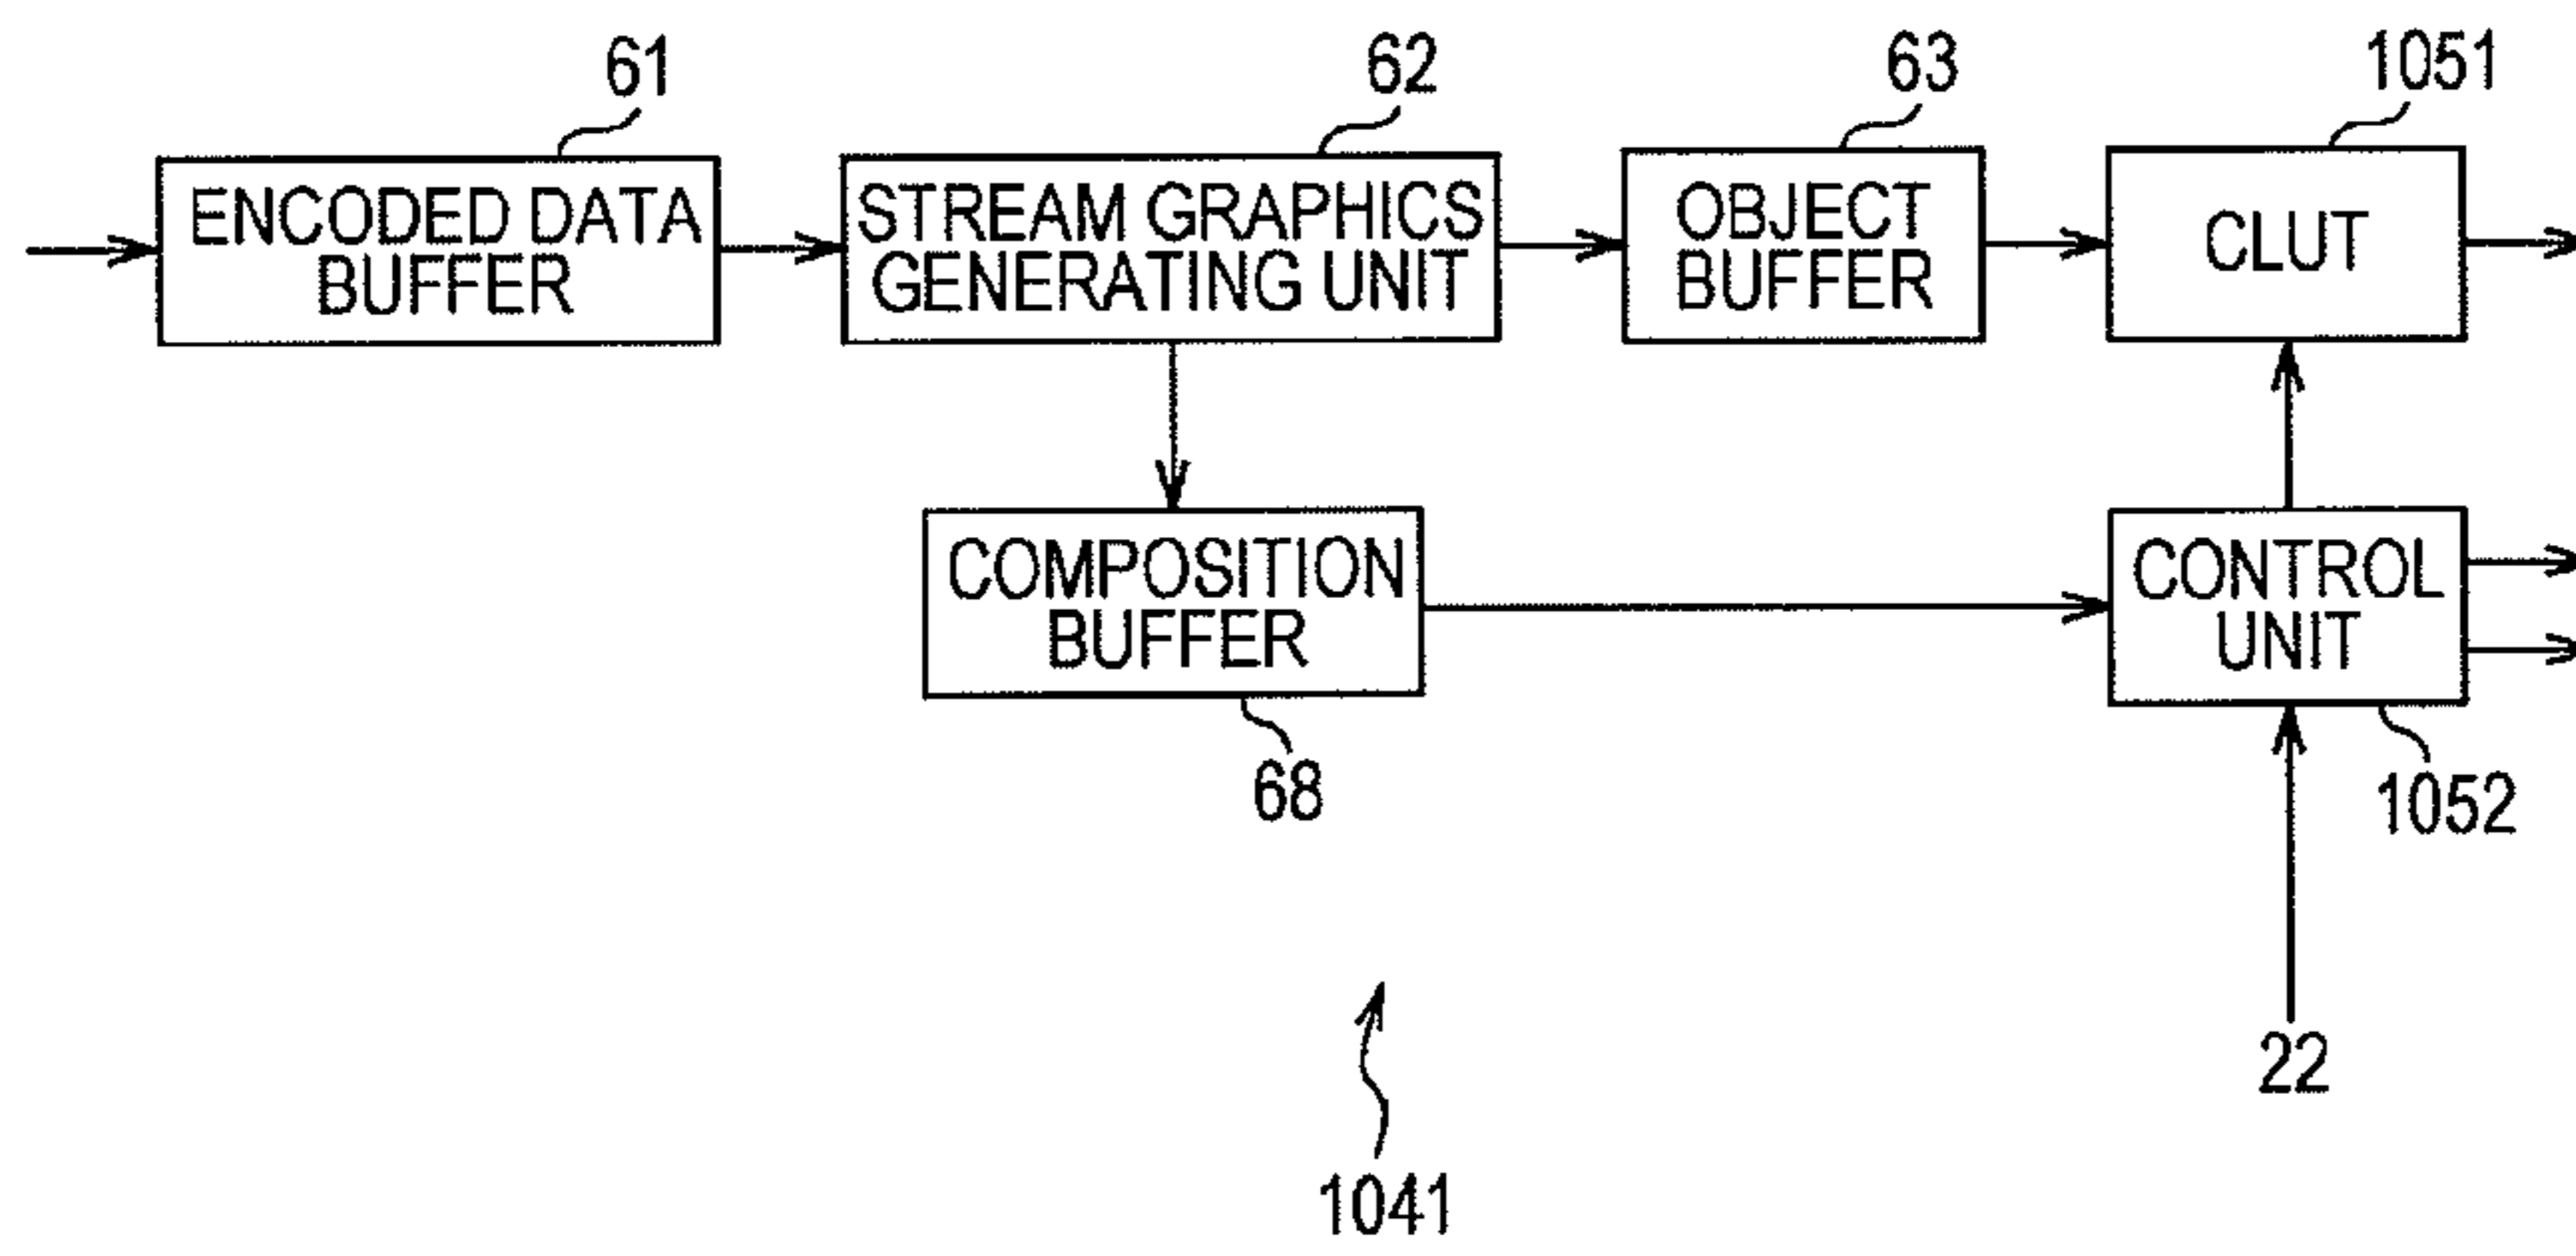 61
62
63
1051
ENCODED DATA
BUFFER
STREAM GRAPHICS
GENERATING UNIT
OBJECT
BUFFER
CLUT
COMPOSITION
BUFFER
CONTROL
UNIT
68
1052
22
1041